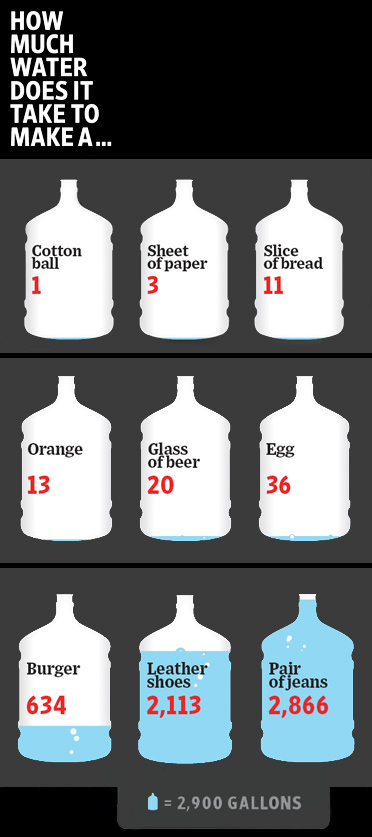 HOW
MUCH
WATER
DOES IT
TAKE TO
MAKE A...
Cotton
ball
1
Sheet
of paper
3
Slice
of bread
11
Orange
13
Glass
of beer
20
Egg
36
Burger
634
Leather
shoes
2,113
Pair
of jeans
2,866
= 2,900 GALLONS